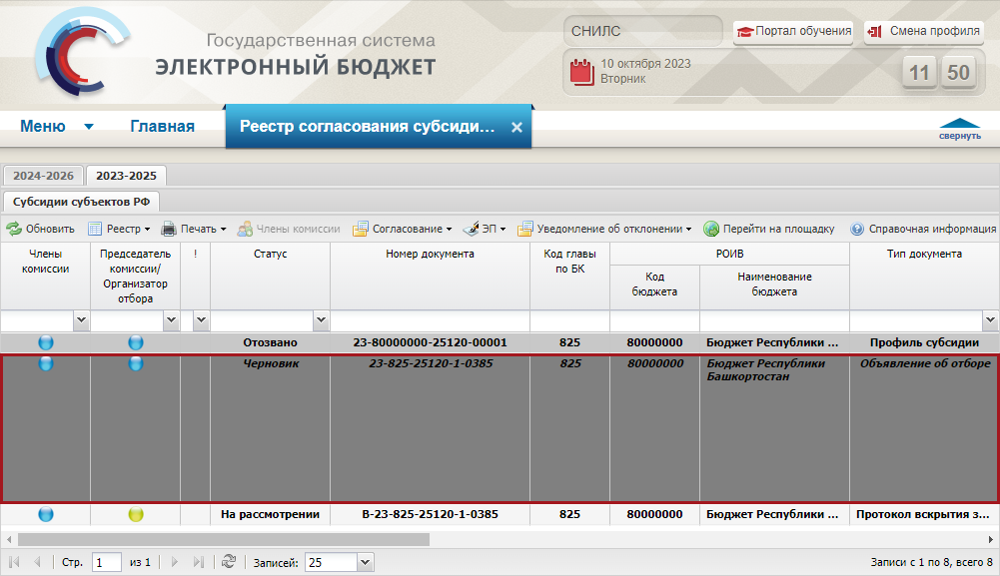 Государственная система
ЭЛЕКТРОННЫЙ БЮДЖЕТ
СНИЛС
Портал обучения
Смена профиля
10 октября 2023
Вторник
11 50
Меню
Главная
Реестр согласования субсиди...
свернуть
2024-2026
2023-2025
Субсидии субъектов РФ
Обновить
Реестр
Печать
Члены комиссии
Согласование
ЭП
Уведомление об отклонении
Перейти на площадку
Справочная информация
Члены
комиссии
Председатель
комиссии/
Организатор
отбора
!
Статус
Номер документа
Код главы
по БК
РОИВ
Код
бюджета
Наименование
бюджета
Тип документа
Отозвано 23-80000000-25120-00001 825 80000000 Бюджет Республики ... Профиль субсидии
Черновик 23-825-25120-1-0385 825 80000000 Бюджет Республики Объявление об отборе
Башкортостан
На рассмотрении В-23-825-25120-1-0385 825 80000000 Бюджет Республики ... Протокол вскрытия з...
Стр. 1 из 1 Записей: 25 Записи с 1 по 8, всего 8